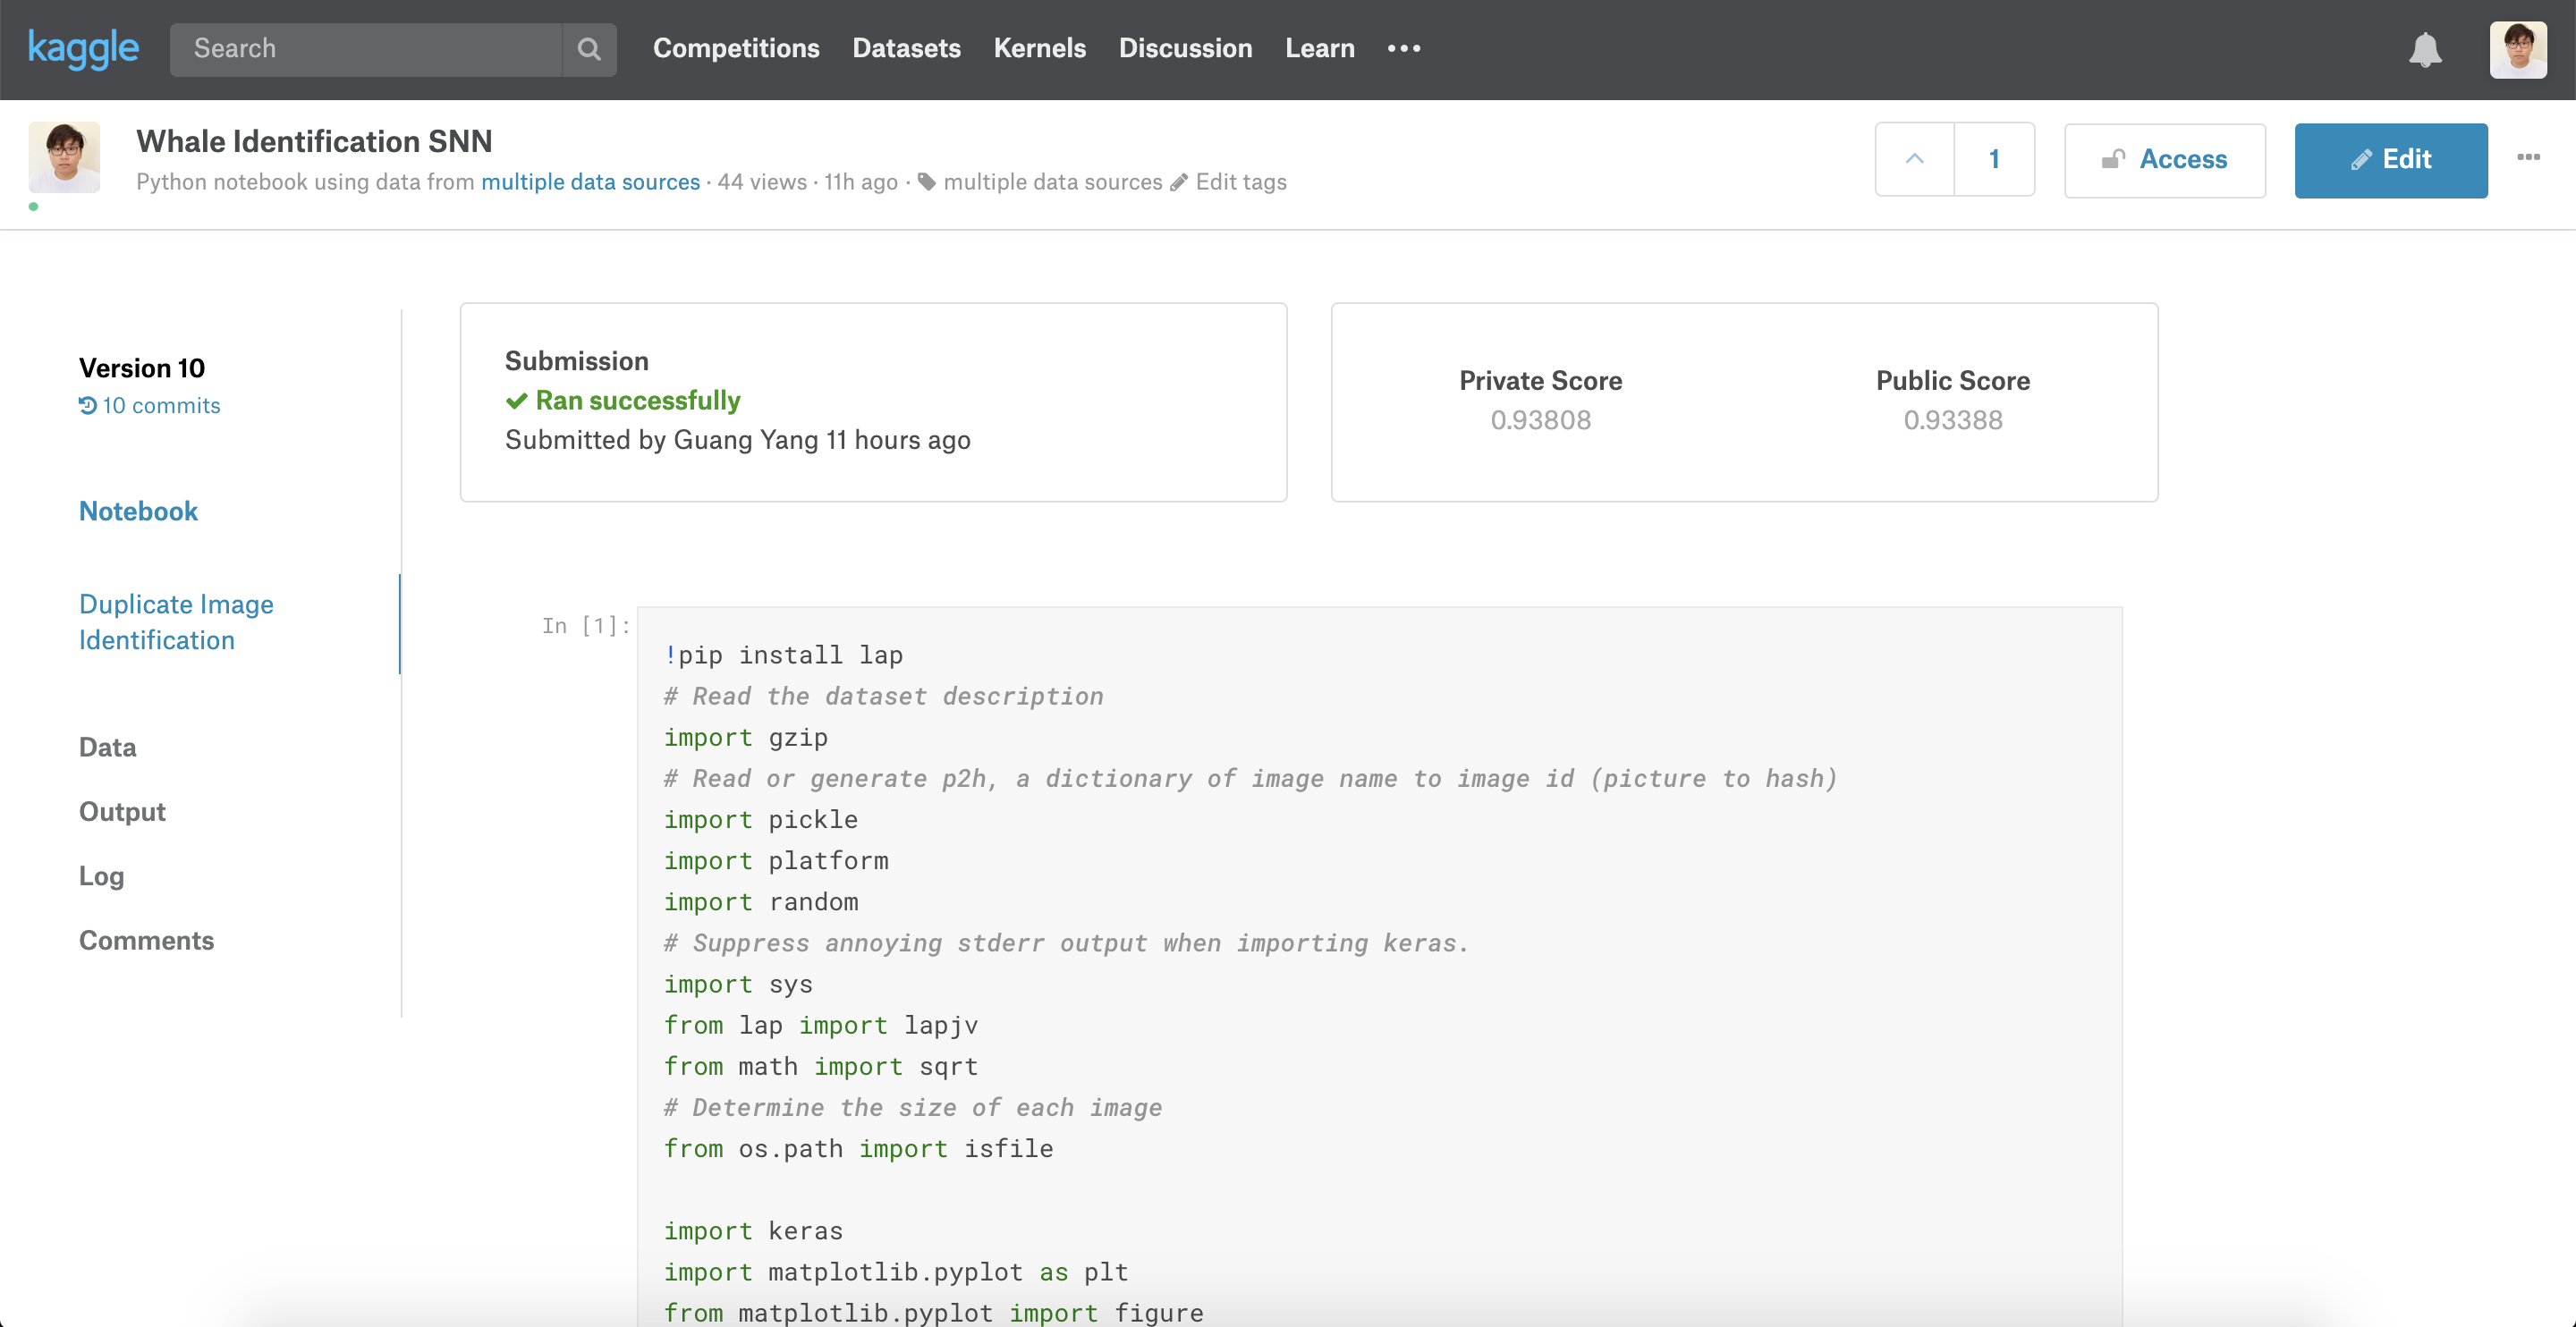 kaggle
Search
Competitions Datasets Kernels Discussion Learn •••
Whale Identification SNN
Python notebook using data from multiple data sources · 44 views · 11h ago · multiple data sources Edit tags
1
Access
Edit
Version 10
10 commits
Notebook
Duplicate Image
Identification
Data
Output
Log
Comments
Submission
Ran successfully
Submitted by Guang Yang 11 hours ago
Private Score
0.93808
Public Score
0.93388
In [1]:
!pip install lap
# Read the dataset description
import gzip
# Read or generate p2h, a dictionary of image name to image id (picture to hash)
import pickle
import platform
import random
# Suppress annoying stderr output when importing keras.
import sys
from lap import lapjv
from math import sqrt
# Determine the size of each image
from os.path import isfile
import keras
import matplotlib.pyplot as plt
from matplotlib.pyplot import figure